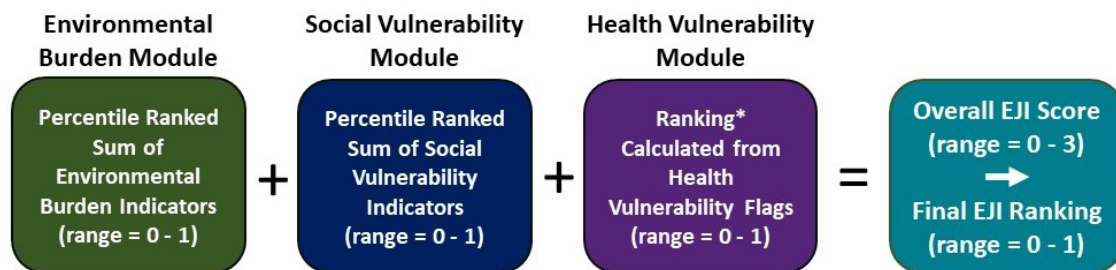 Environmental
Burden Module
Percentile Ranked
Sum of
Environmental
Burden Indicators
(range = 0 - 1)
+
Social Vulnerability
Module
Percentile Ranked
Sum of Social
Vulnerability
Indicators
(range = 0 - 1)
+
Health Vulnerability
Module
Ranking*
Calculated from
Health
Vulnerability Flags
(range = 0 - 1)
=
Overall EJI Score
(range = 0 - 3)
Final EJI Ranking
(range = 0 - 1)